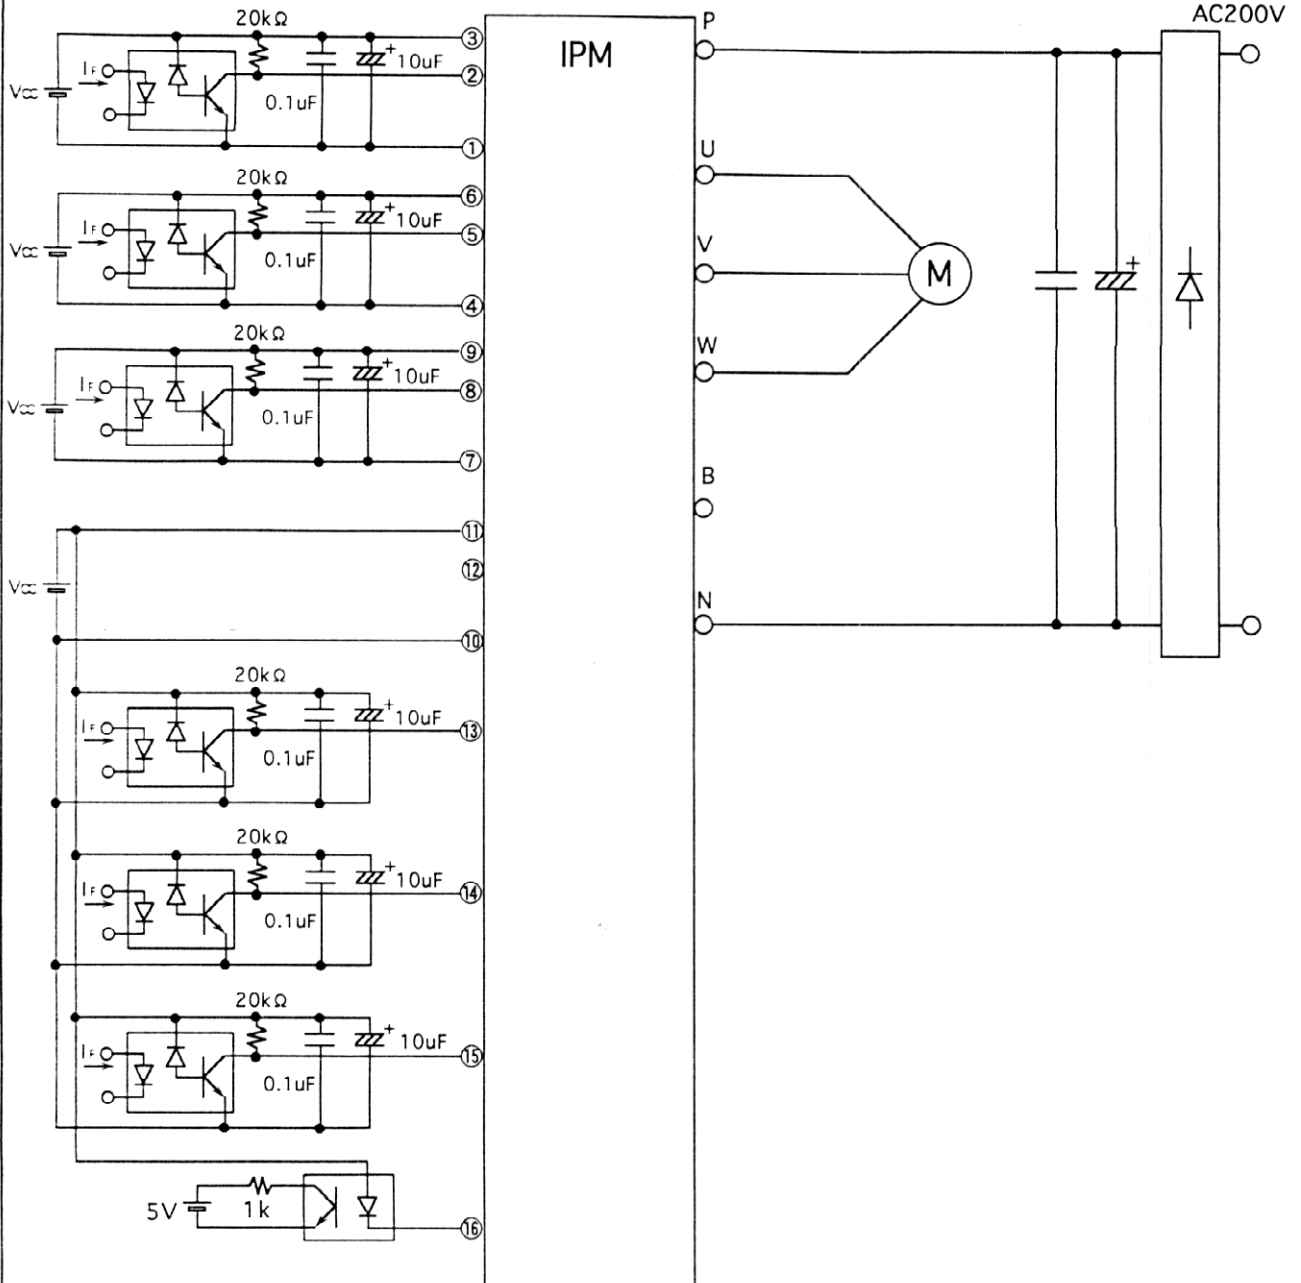 AC200V
20kΩ
③
P
IPM
IF
10uF
+
②
Vcc
0.1uF
①
U
20kΩ
⑥
IF
+
10uF
⑤
V
Vcc
0.1uF
M
+
④
20kΩ
W
⑨
IF
+
10uF
⑧
Vcc
0.1uF
⑦
B
⑪
⑫
Vcc
N
⑩
20kΩ
IF
+
10uF
⑬
0.1uF
20kΩ
IF
+
10uF
⑭
0.1uF
20kΩ
IF
+
10uF
⑮
0.1uF
5V
1k
⑯